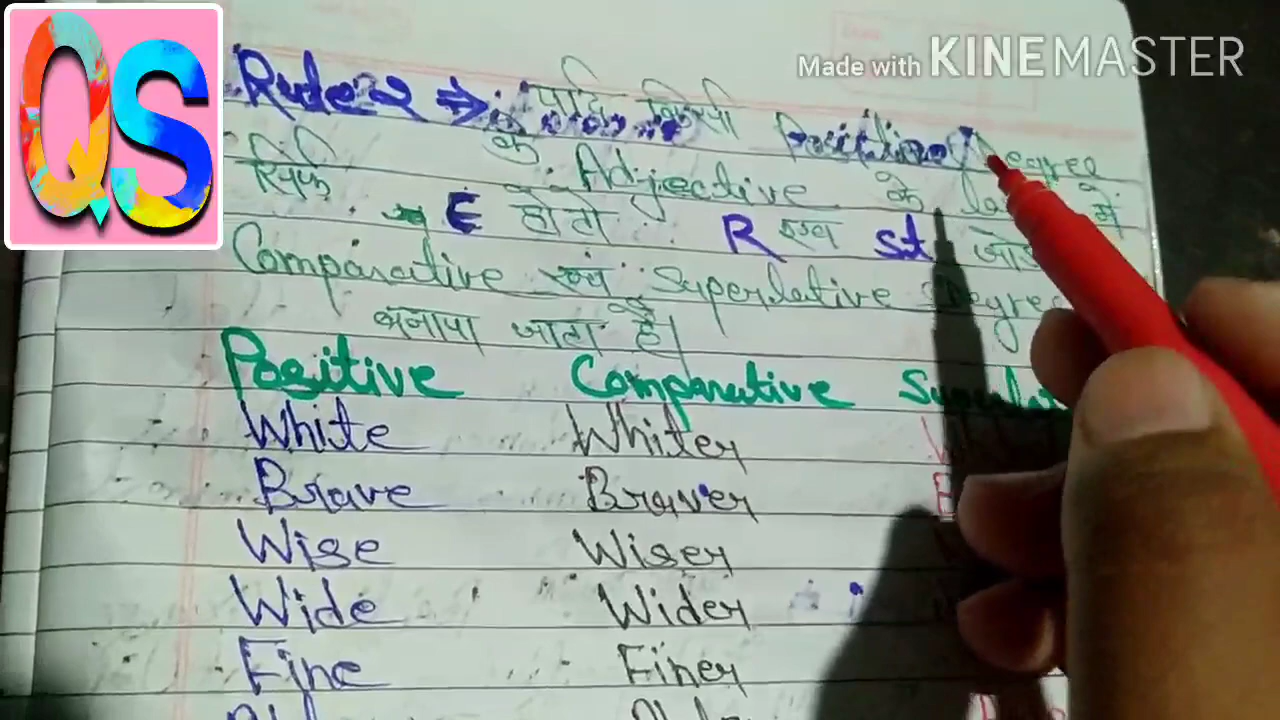 QS
Made with KINEMASTER
Rule 2 ⇒ यदि किसी Positive Degree
के Adjective के में
सिर्फ E हो तो R एवं st जोड़
Comparative एवं Superlative Degree
बनाया जाता है।
Positive Comparative
White Whiter
Brave Braver
Wise Wiser
Wide Wider
Fine Finer